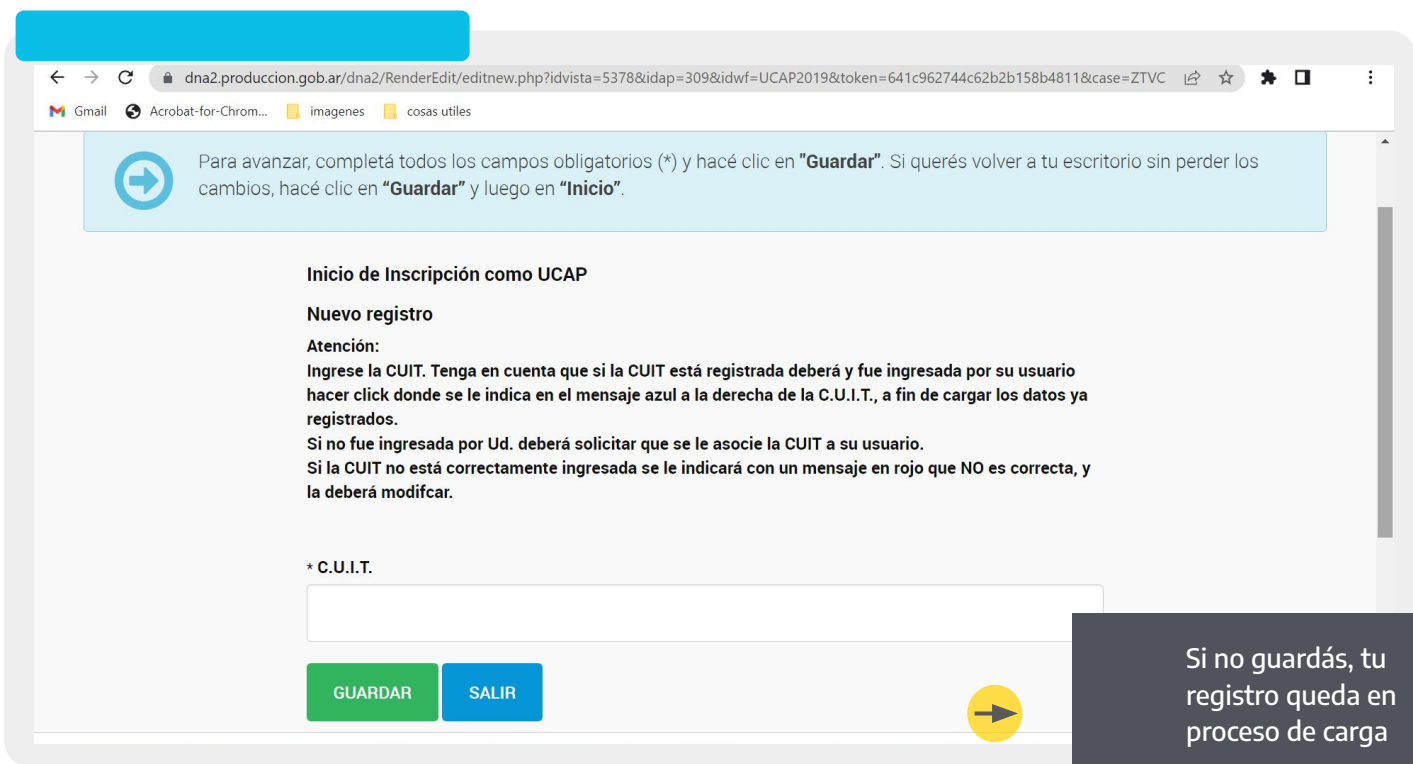 dna2.produccion.gob.ar/dna2/RenderEdit/editnew.php?idvista=5378&idap=309&idwf=UCAP2019&token=641c962744c62b2b158b4811&case=ZTVC
Gmail Acrobat-for-Chrom... imagenes cosas utiles
Para avanzar, completá todos los campos obligatorios (*) y hacé clic en "Guardar". Si querés volver a tu escritorio sin perder los
cambios, hacé clic en “Guardar” y luego en “Inicio”.
Inicio de Inscripción como UCAP
Nuevo registro
Atención:
Ingrese la CUIT. Tenga en cuenta que si la CUIT está registrada deberá y fue ingresada por su usuario
hacer click donde se le indica en el mensaje azul a la derecha de la C.U.I.T., a fin de cargar los datos ya
registrados.
Si no fue ingresada por Ud. deberá solicitar que se le asocie la CUIT a su usuario.
Si la CUIT no está correctamente ingresada se le indicará con un mensaje en rojo que NO es correcta, y
la deberá modifcar.
* C.U.I.T.
GUARDAR SALIR
Si no guardás, tu
registro queda en
proceso de carga